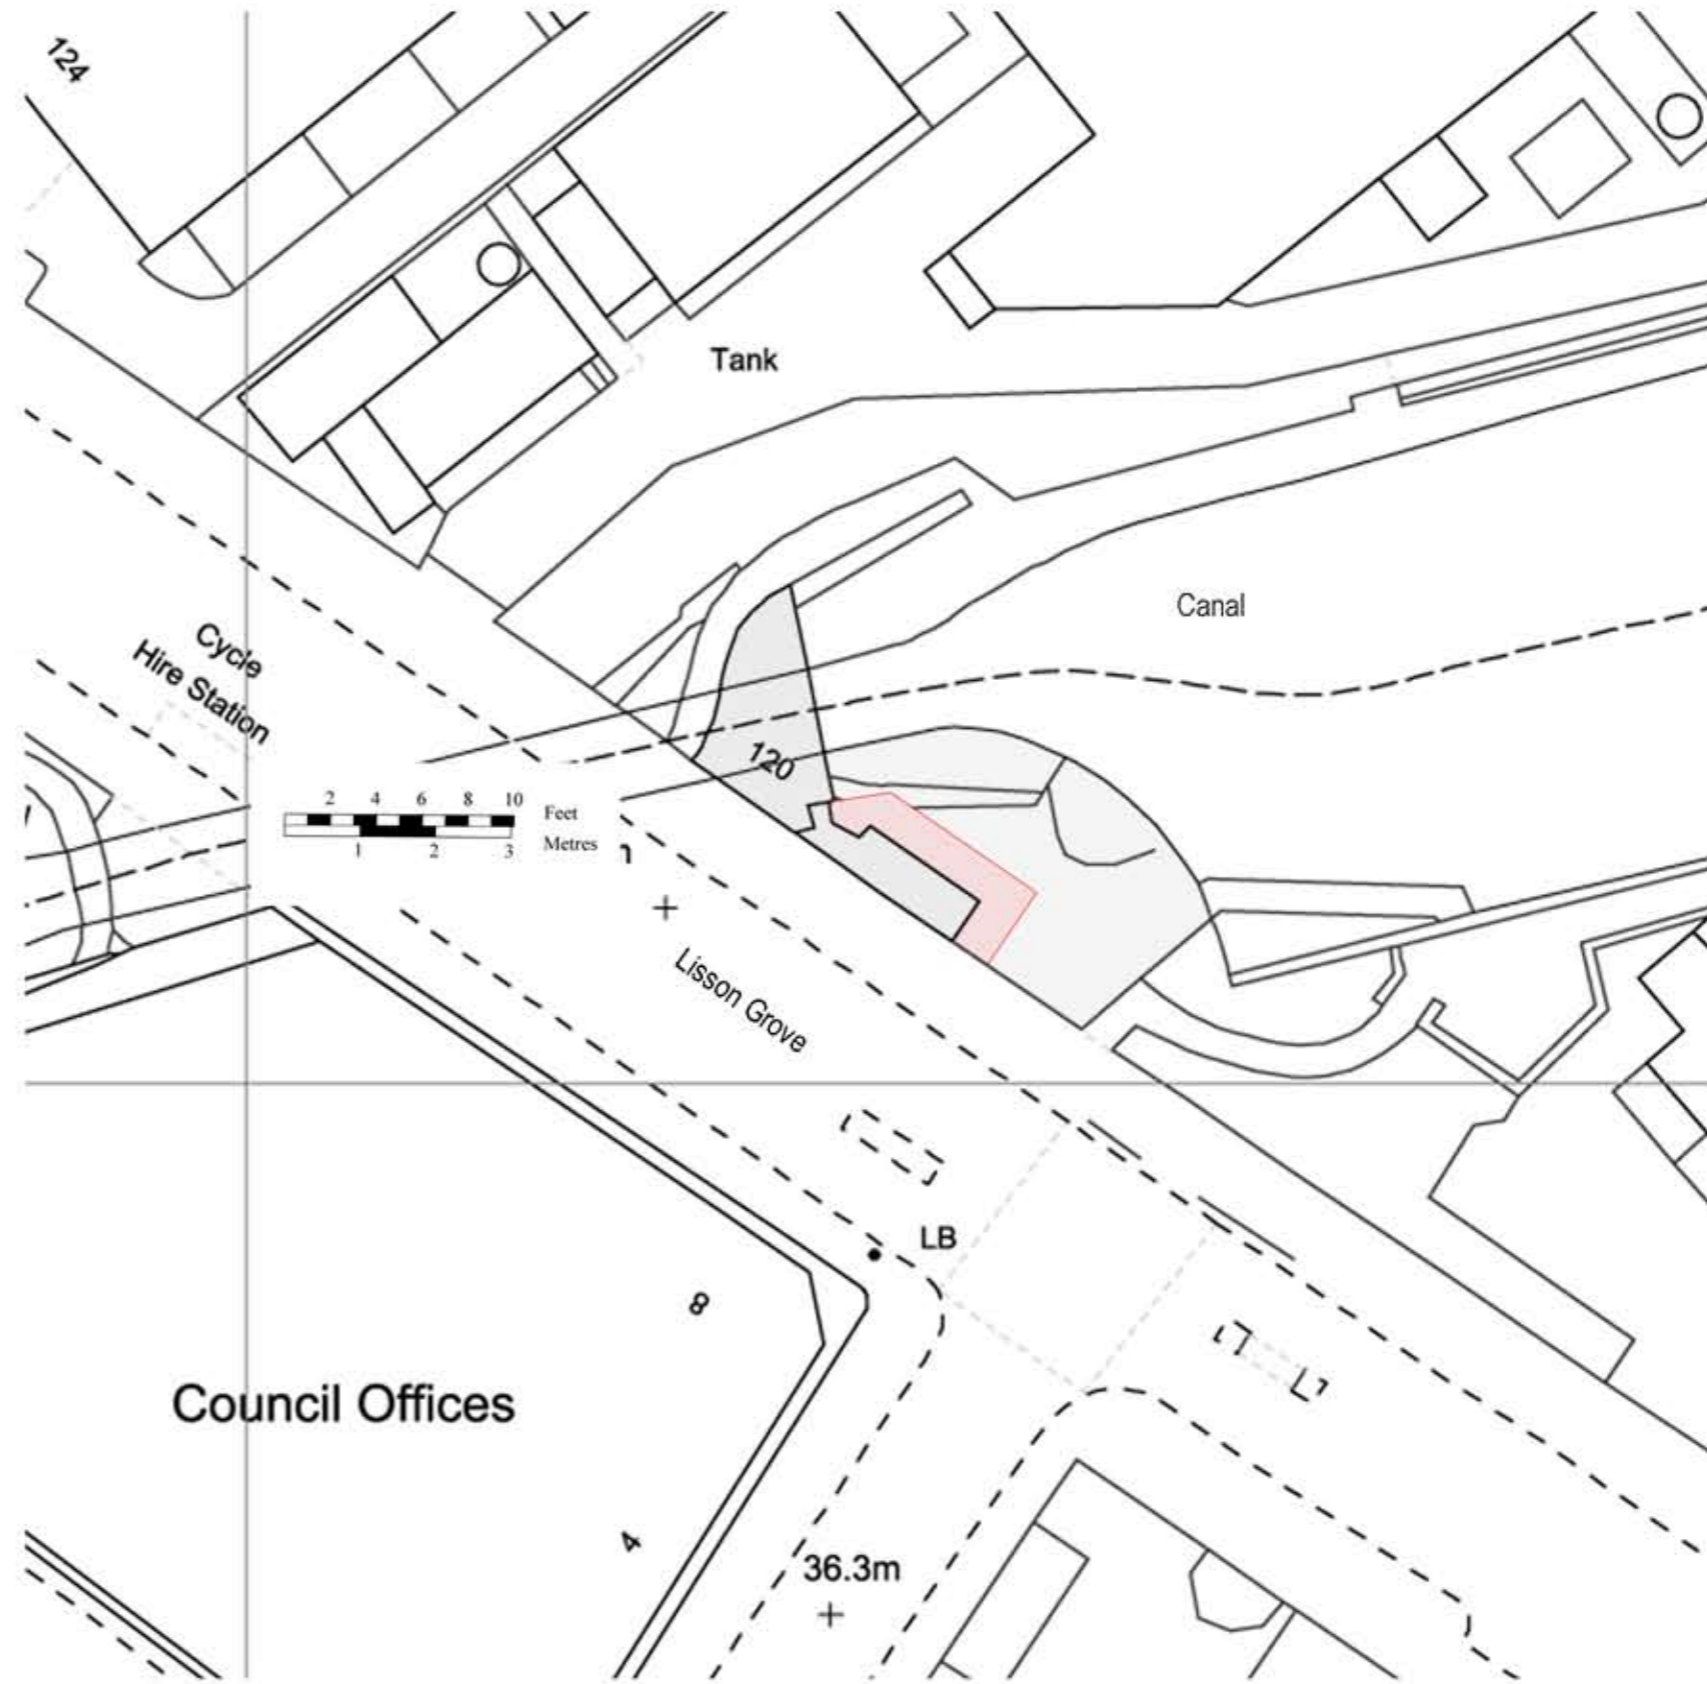 124
Tank
Canal
Cycle
Hire Station
120
2 4 6 8 10
Feet
1 2 3
Metres
Lisson Grove
LB
8
Council Offices
4
36.3m